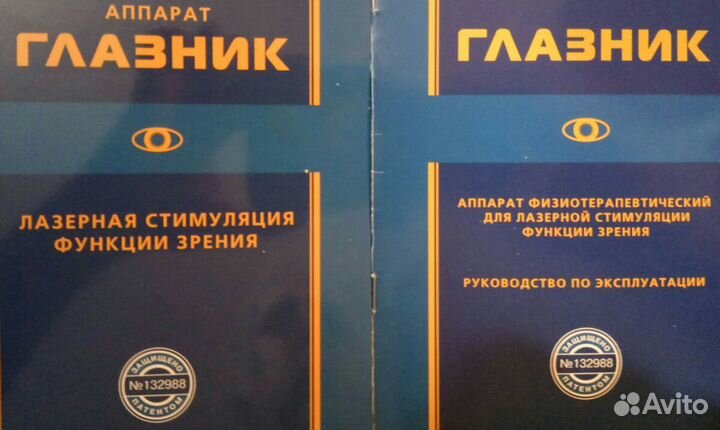 АППАРАТ
ГЛАЗНИК
ЛАЗЕРНАЯ СТИМУЛЯЦИЯ
ФУНКЦИИ ЗРЕНИЯ
ЗАЩИЩЕНО
№132988
ПАТЕНТОМ
ГЛАЗНИК
АППАРАТ ФИЗИОТЕРАПЕВТИЧЕСКИЙ
ДЛЯ ЛАЗЕРНОЙ СТИМУЛЯЦИИ
ФУНКЦИИ ЗРЕНИЯ
РУКОВОДСТВО ПО ЭКСПЛУАТАЦИИ
ЗАЩИЩЕНО
№132988
ПАТЕНТОМ
Avito